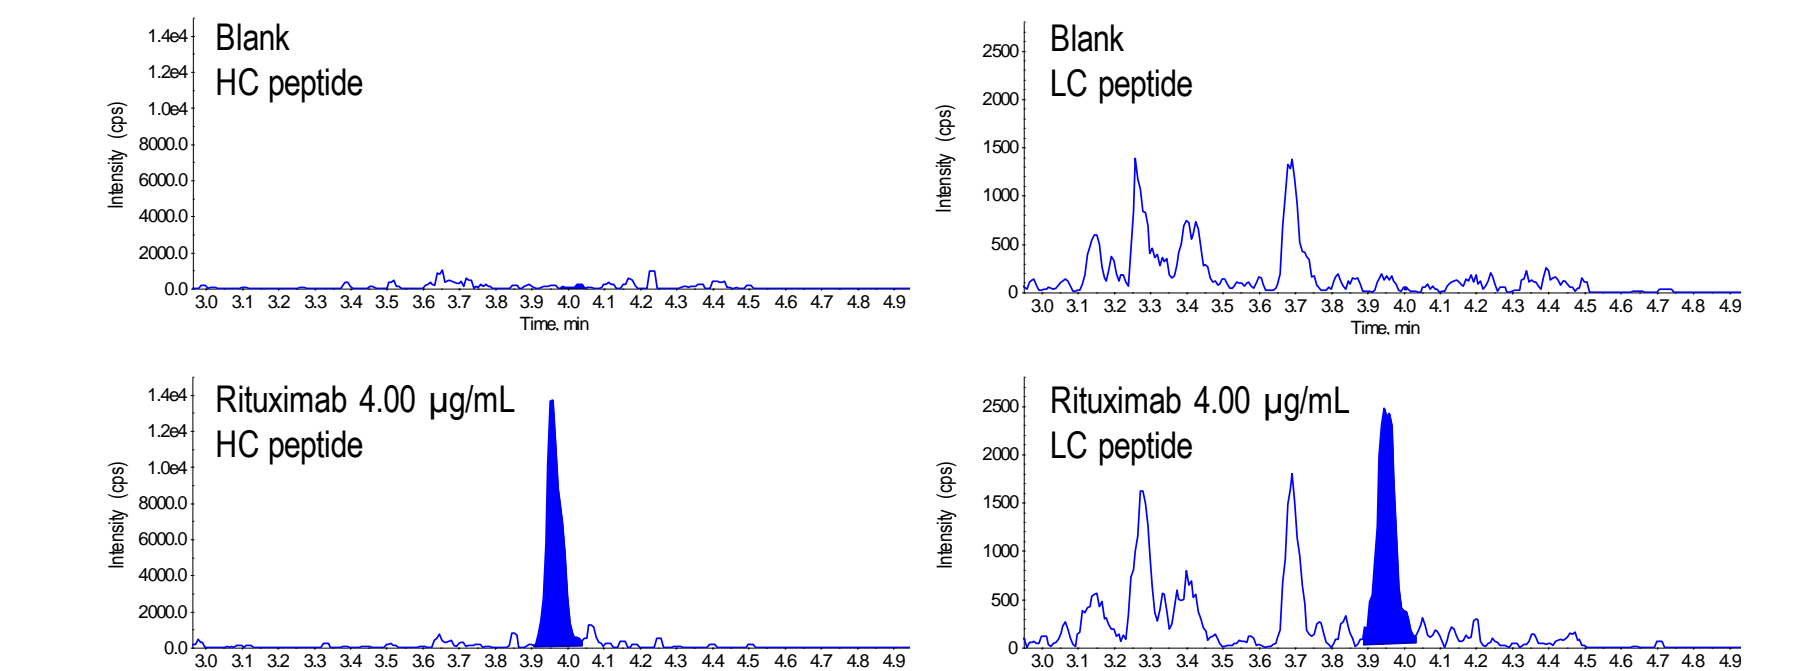 Blank
HC peptide
Intensity (cps)
1.4e4
1.2e4
1.0e4
8000.0
6000.0
4000.0
2000.0
0.0
3.0 3.1 3.2 3.3 3.4 3.5 3.6 3.7 3.8 3.9 4.0 4.1 4.2 4.3 4.4 4.5 4.6 4.7 4.8 4.9
Time, min
Blank
LC peptide
Intensity (cps)
2500
2000
1500
1000
500
0
3.0 3.1 3.2 3.3 3.4 3.5 3.6 3.7 3.8 3.9 4.0 4.1 4.2 4.3 4.4 4.5 4.6 4.7 4.8 4.9
Time, min
Rituximab 4.00 µg/mL
HC peptide
Intensity (cps)
1.4e4
1.2e4
1.0e4
8000.0
6000.0
4000.0
2000.0
0.0
3.0 3.1 3.2 3.3 3.4 3.5 3.6 3.7 3.8 3.9 4.0 4.1 4.2 4.3 4.4 4.5 4.6 4.7 4.8 4.9
Rituximab 4.00 µg/mL
LC peptide
Intensity (cps)
2500
2000
1500
1000
500
0
3.0 3.1 3.2 3.3 3.4 3.5 3.6 3.7 3.8 3.9 4.0 4.1 4.2 4.3 4.4 4.5 4.6 4.7 4.8 4.9